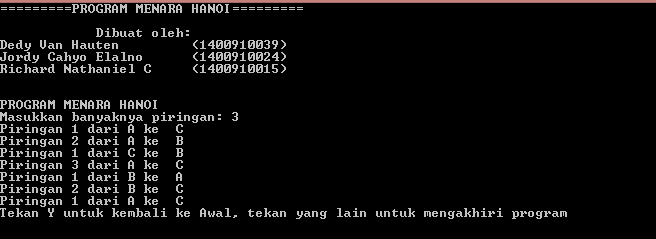 =========PROGRAM MENARA HANOI=========
Dibuat oleh:
Dedy Van Hauten (1400910039)
Jordy Cahyo Elalno (1400910024)
Richard Nathaniel C (1400910015)
PROGRAM MENARA HANOI
Masukkan banyaknya piringan: 3
Piringan 1 dari A ke C
Piringan 2 dari A ke B
Piringan 1 dari C ke B
Piringan 3 dari A ke C
Piringan 1 dari B ke A
Piringan 2 dari B ke C
Piringan 1 dari A ke C
Tekan Y untuk kembali ke Awal, tekan yang lain untuk mengakhiri program